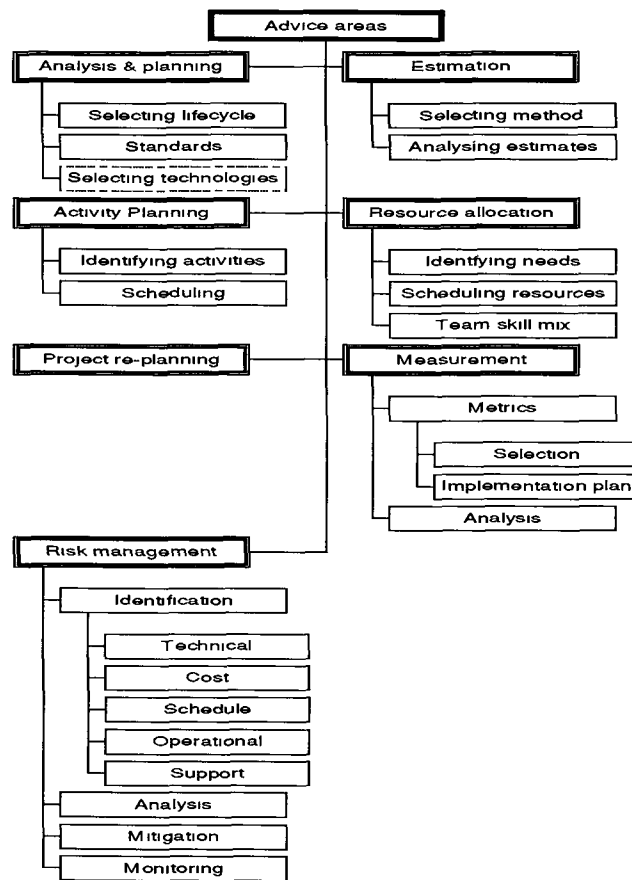 Advice areas
Analysis & planning
Estimation
Selecting lifecycle
Selecting method
Standards
Analysing estimates
Selecting technologies
Activity Planning
Resource allocation
Identifying activities
Identfying needs
Scheduling
Scheduling resources
Team skill mix
Project re-planning
Measurement
Metrics
Selection
Implementation plan
Analysis
Risk management
Identification
Technical
Cost
Schedule
Operational
Support
Analysis
Mitigation
Monitoring